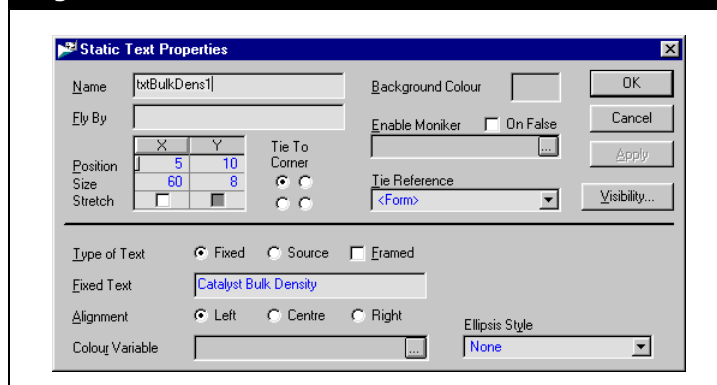 Static Text Properties
Name txtBulkDens1 Background Colour OK
Fly By Enable Moniker On False Cancel
X Y Tie To
Position 5 10 Corner Apply
Size 60 8 Tie Reference
Stretch <Form> Visibility...
Type of Text Fixed Source Framed
Fixed Text Catalyst Bulk Density
Alignment Left Centre Right Ellipsis Style
Colour Variable ... None